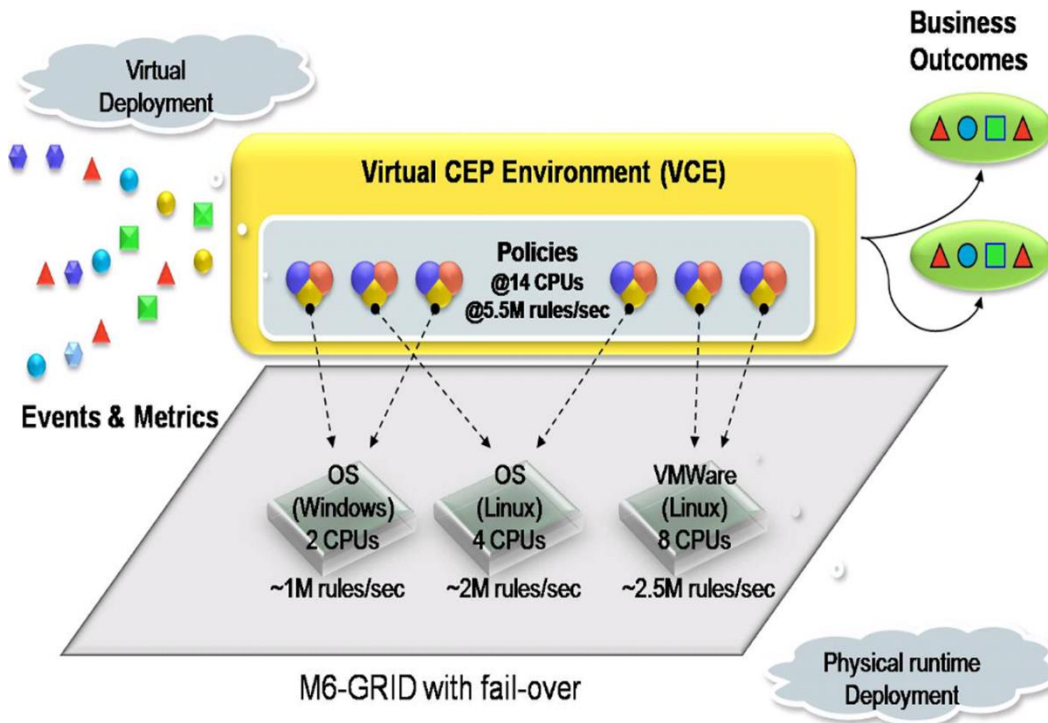 Virtual
Deployment
Business
Outcomes
Virtual CEP Environment (VCE)
Policies
@14 CPUs
@5.5M rules/sec
Events & Metrics
OS
(Windows)
2 CPUs
~1M rules/sec
OS
(Linux)
4 CPUs
~2M rules/sec
VMWare
(Linux)
8 CPUs
~2.5M rules/sec
M6-GRID with fail-over
Physical runtime
Deployment